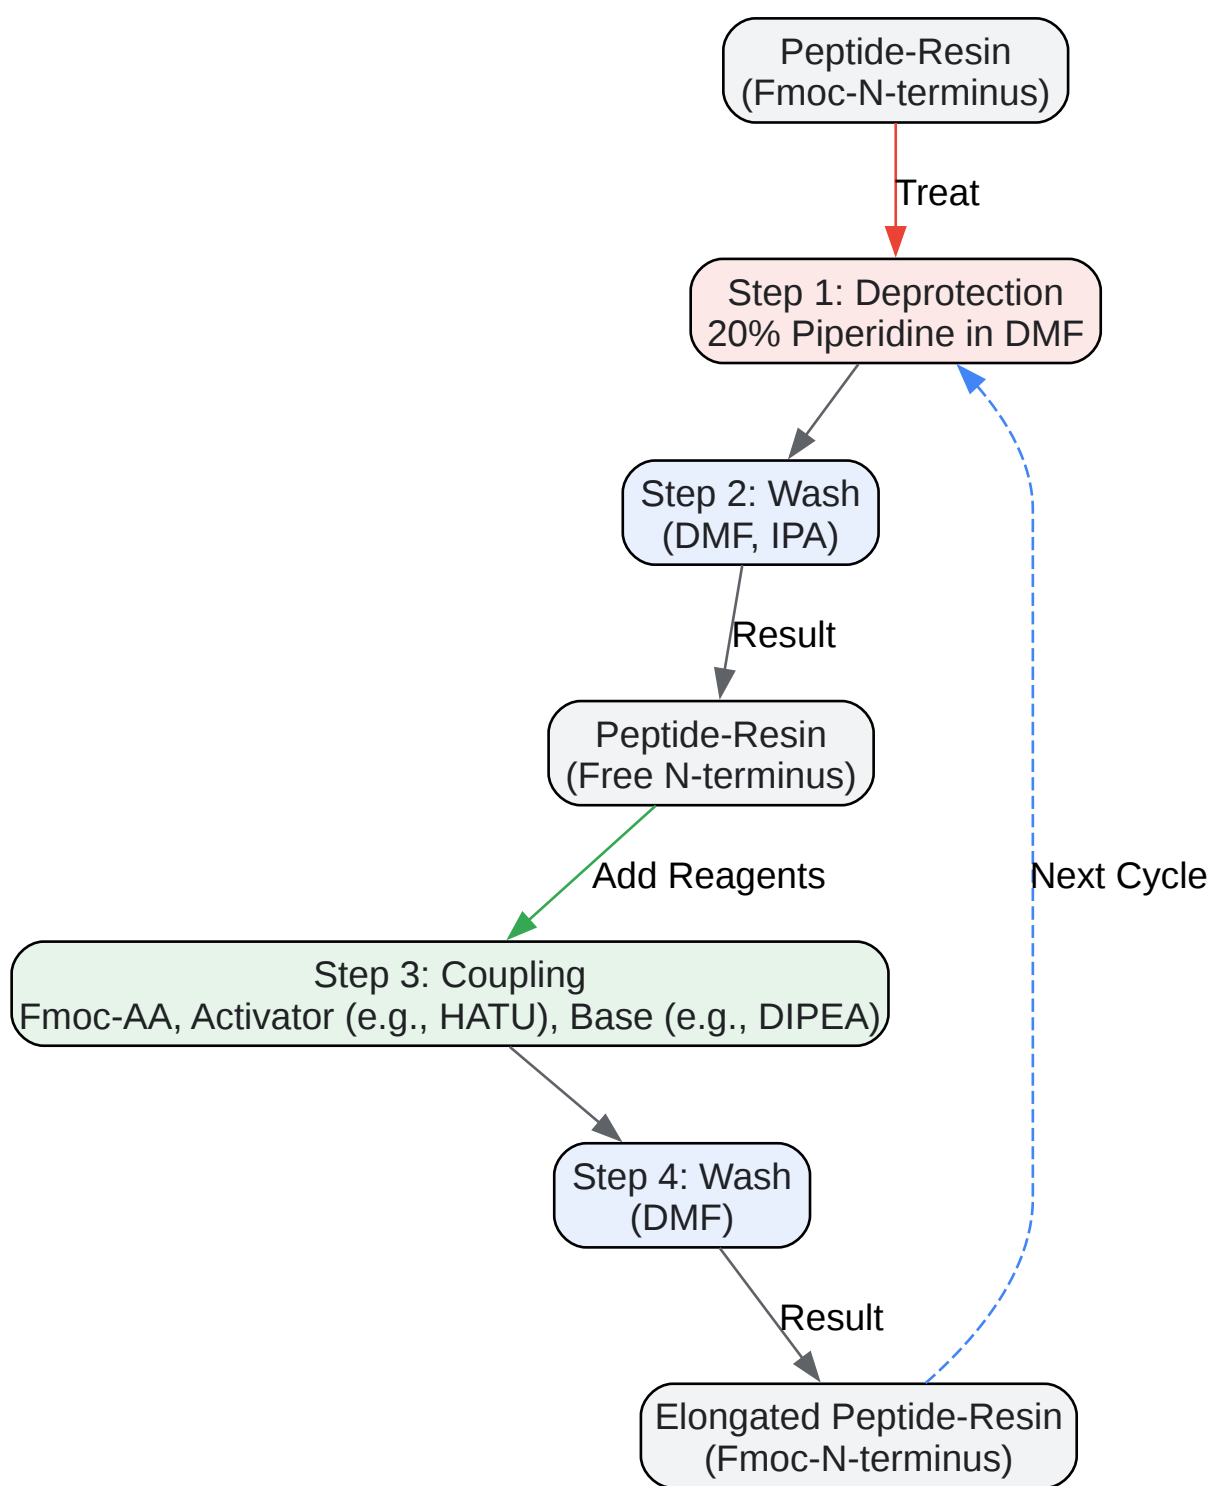 Peptide-Resin
(Fmoc-N-terminus)
Treat
Step 1: Deprotection
20% Piperidine in DMF
Step 2: Wash
(DMF, IPA)
Result
Peptide-Resin
(Free N-terminus)
Add Reagents
Next Cycle
Step 3: Coupling
Fmoc-AA, Activator (e.g., HATU), Base (e.g., DIPEA)
Step 4: Wash
(DMF)
Result
Elongated Peptide-Resin
(Fmoc-N-terminus)